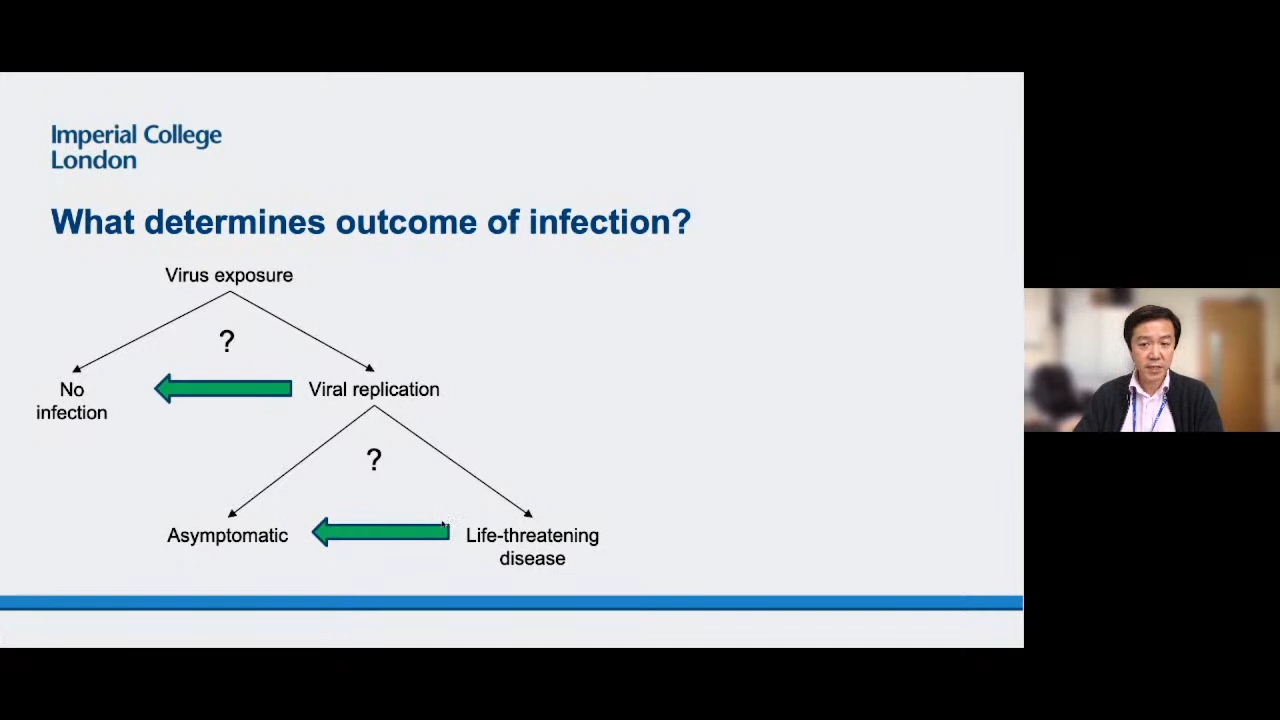 Imperial College
London
What determines outcome of infection?
Virus exposure
?
No
infection
Viral replication
?
Asymptomatic
Life-threatening
disease